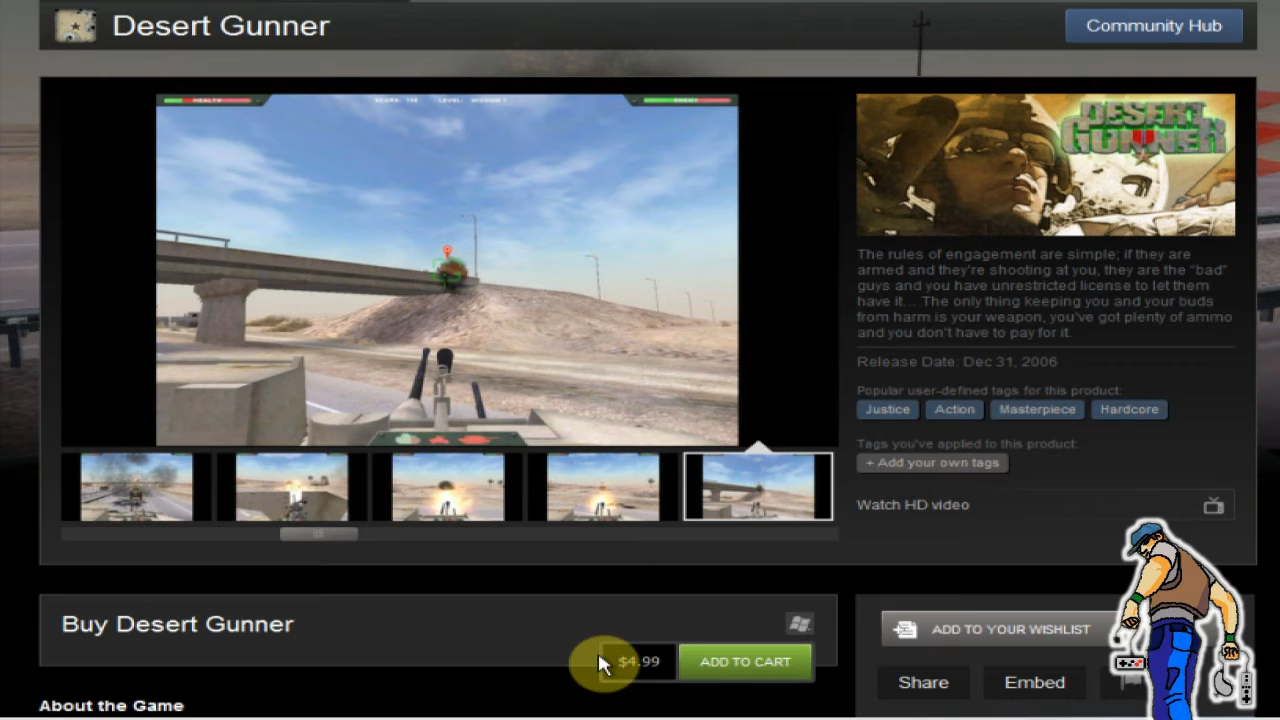 Desert Gunner
Community Hub
HEALTH
DESERT
GUNNER
The rules of engagement are simple; if they are
armed and they're shooting at you, they are the "bad"
guys and you have unrestricted license to let them
have it... The only thing keeping you and your buds
from harm is your weapon, you've got plenty of ammo
and you don't have to pay for it.
Release Date: Dec 31, 2006
Popular user-defined tags for this product:
Justice
Action
Masterpiece
Hardcore
Tags you've applied to this product:
+ Add your own tags
Watch HD video
Buy Desert Gunner
$4.99
ADD TO CART
ADD TO YOUR WISHLIST
Share
Embed
About the Game